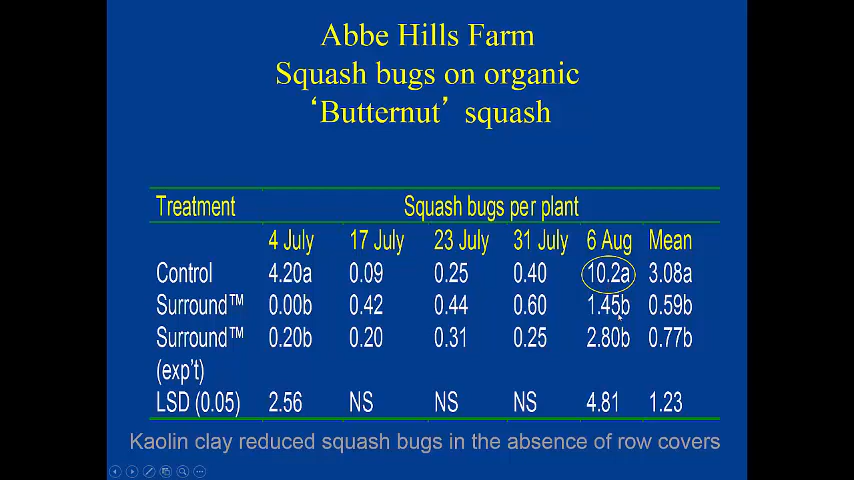 Abbe Hills Farm
Squash bugs on organic
‘Butternut’ squash
Treatment Squash bugs per plant
4 July 17 July 23 July 31 July 6 Aug Mean
Control 4.20a 0.09 0.25 0.40 10.2a 3.08a
Surround™ 0.00b 0.42 0.44 0.60 1.45b 0.59b
Surround™ 0.20b 0.20 0.31 0.25 2.80b 0.77b
(exp’t)
LSD (0.05) 2.56 NS NS NS 4.81 1.23
Kaolin clay reduced squash bugs in the absence of row covers